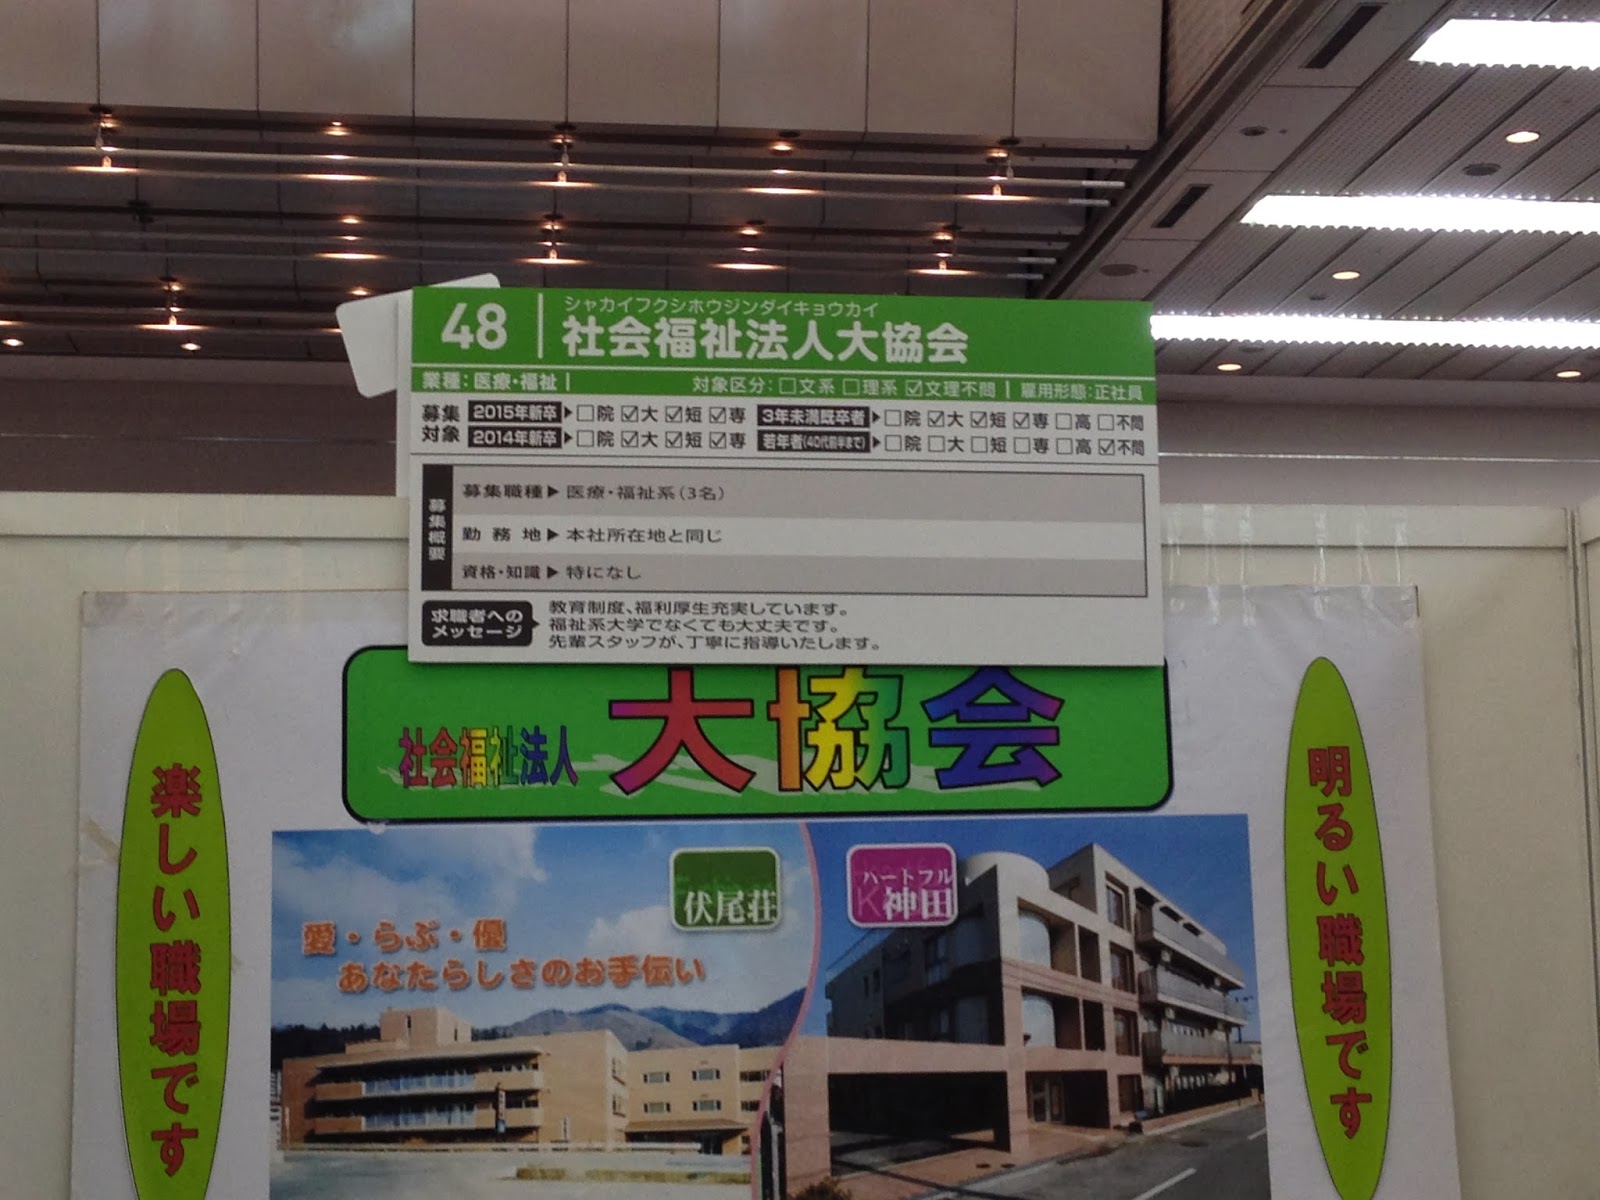 48
シャカイフクシホウジンダイキョウカイ
社会福祉法人大協会
業種：医療・福祉
対象区分：□文系 □理系 ☑文理不問 | 雇用形態：正社員
募集対象
2015年新卒▶□院 ☑大 ☑短 ☑専
3年未満既卒者▶□院 ☑大 ☑短 ☑専 □高 □不問
2014年新卒▶□院 ☑大 ☑短 ☑専
若年者(40代前半まで)▶□院 □大 □短 □専 □高 ☑不問
募集概要
募集職種▶医療・福祉系(3名)
勤務地▶本社所在地と同じ
資格・知識▶特になし
求職者への
メッセージ
教育制度、福利厚生充実しています。
福祉系大学でなくても大丈夫です。
先輩スタッフが、丁寧に指導いたします。
社会福祉法人 大協会
楽しい職場です
明るい職場です
伏尾荘
ハートフル
神田
愛・らぶ・優
あなたらしさのお手伝い